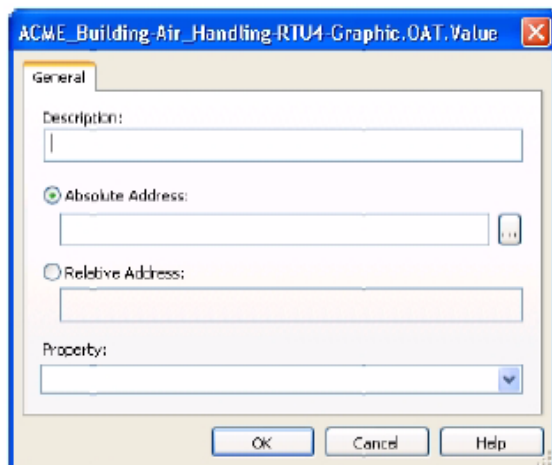 ACME_Building-Air_Handling-RTU4-Graphic.OAT.Value
General
Description:
Absolute Address:
...
Relative Address:
Property:
OK Cancel Help